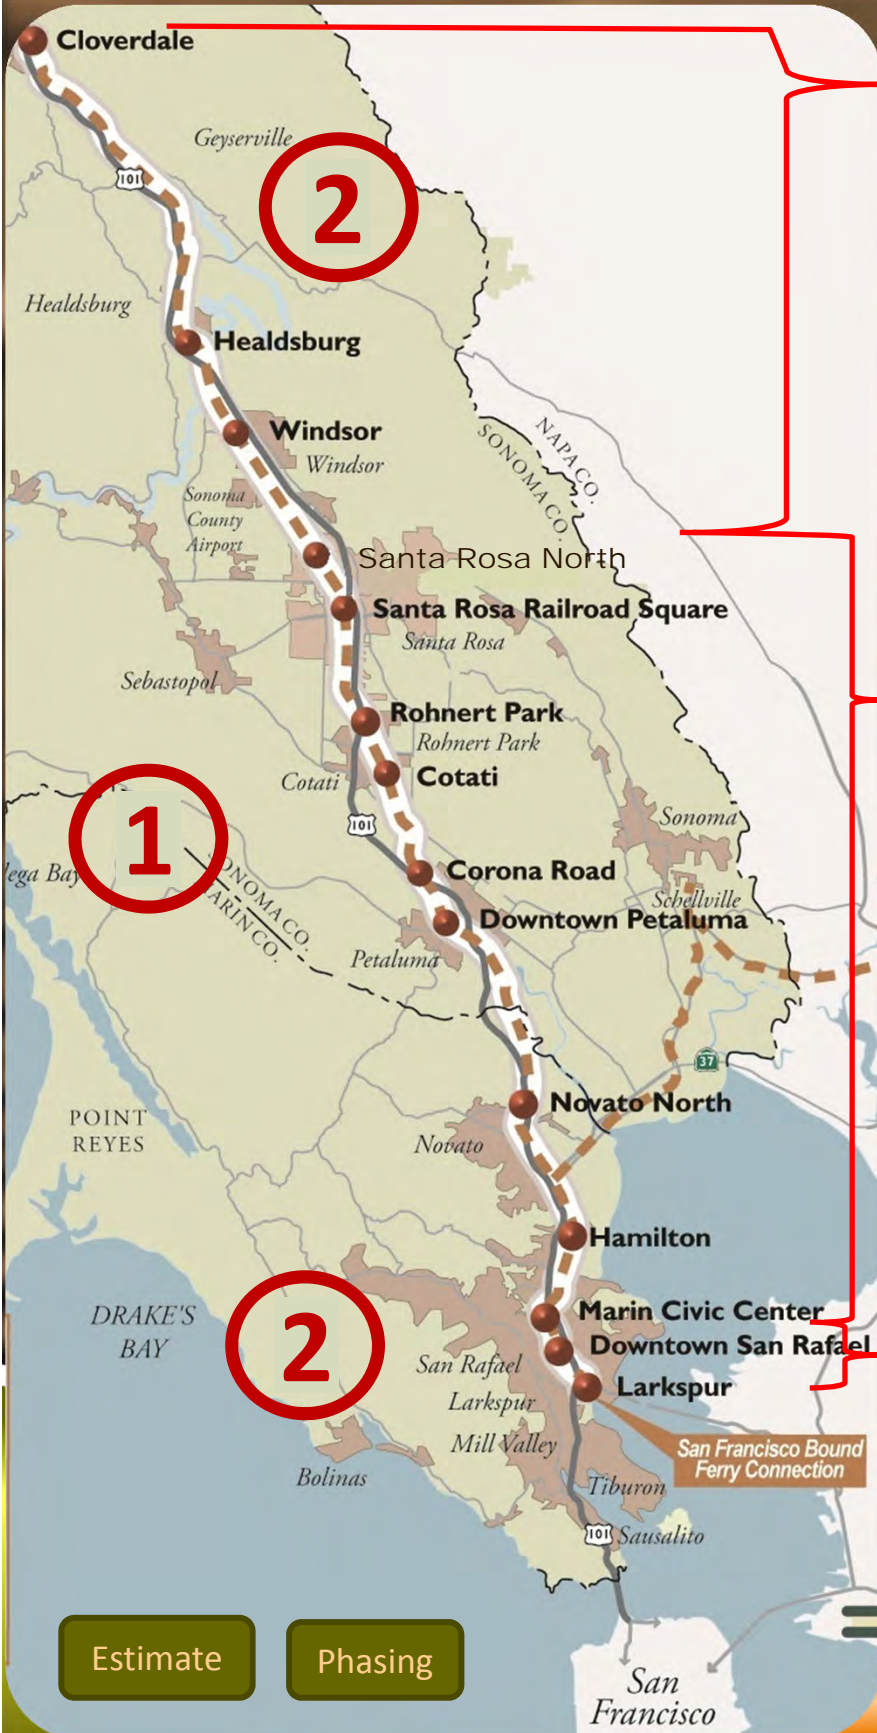 Cloverdale
Geyserville
2
101
Healdsburg
Healdsburg
Windsor
Windsor
NAPA CO.
SONOMA CO.
Sonoma
County
Airport
Santa Rosa North
Santa Rosa Railroad Square
Santa Rosa
Sebastopol
Rohnert Park
Rohnert Park
Cotati
Cotati
1
101
Sonoma
Corona Road
SONOMA CO.
MARIN CO.
lega Bay
Schellville
Downtown Petaluma
Petaluma
37
Novato North
POINT
REYES
Novato
Hamilton
DRAKE'S
BAY
2
Marin Civic Center
Downtown San Rafael
San Rafael
Larkspur
Larkspur
Mill Valley
San Francisco Bound
Ferry Connection
Bolinas
Tiburon
101
Sausalito
Estimate
Phasing
San
Francisco